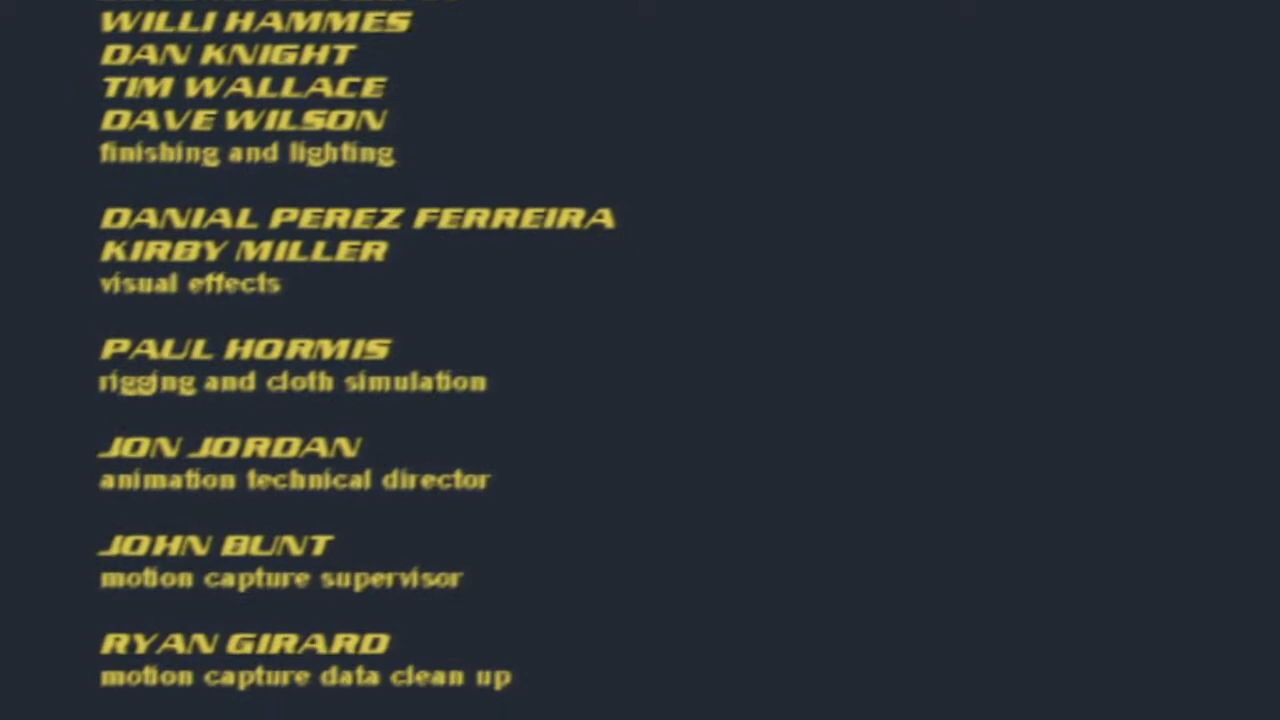 WILLI HAMMES
DAN KNIGHT
TIM WALLACE
DAVE WILSON
finishing and lighting
DANIAL PEREZ FERREIRA
KIRBY MILLER
visual effects
PAUL HORMIS
rigging and cloth simulation
JON JORDAN
animation technical director
JOHN BUNT
motion capture supervisor
RYAN GIRARD
motion capture data clean up